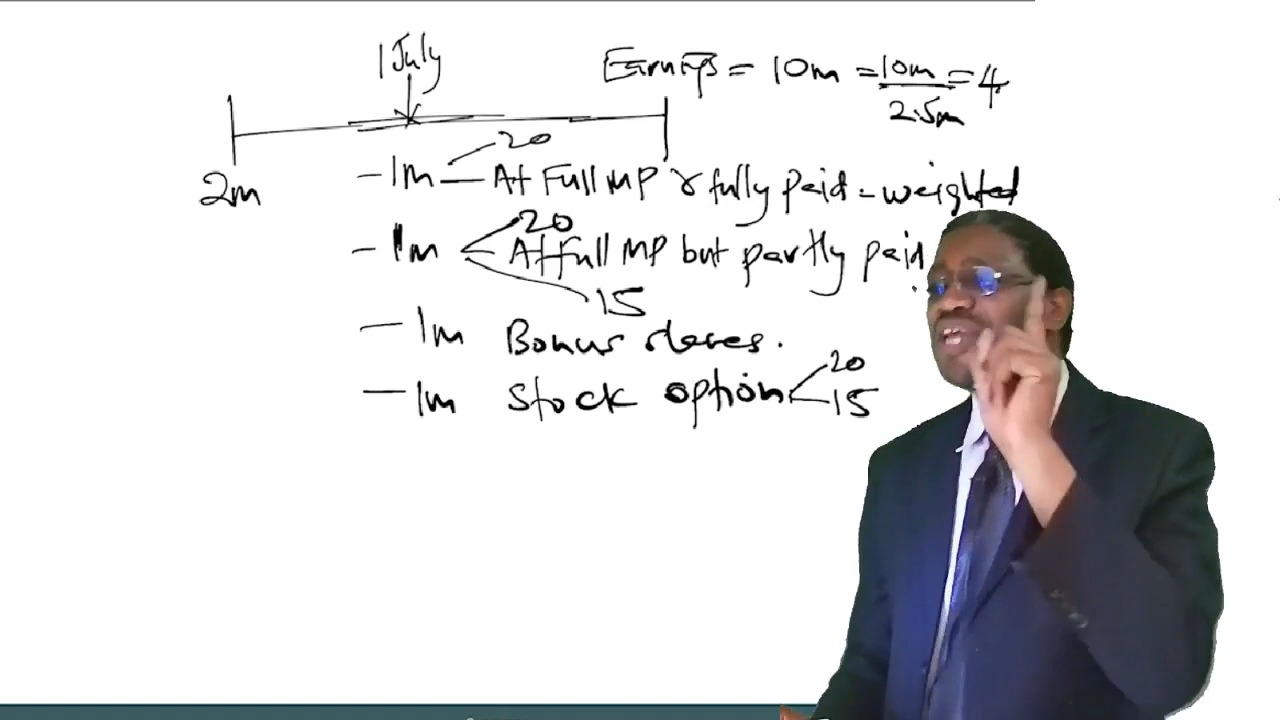 1 July
Earnings = 10m = 10m/2.5m = 4
2m
- 1m 20 At Full MP & fully paid = weighted
- 1m 20 At full MP but partly paid
15
- 1m Bonus shares.
- 1m Stock option 20
15